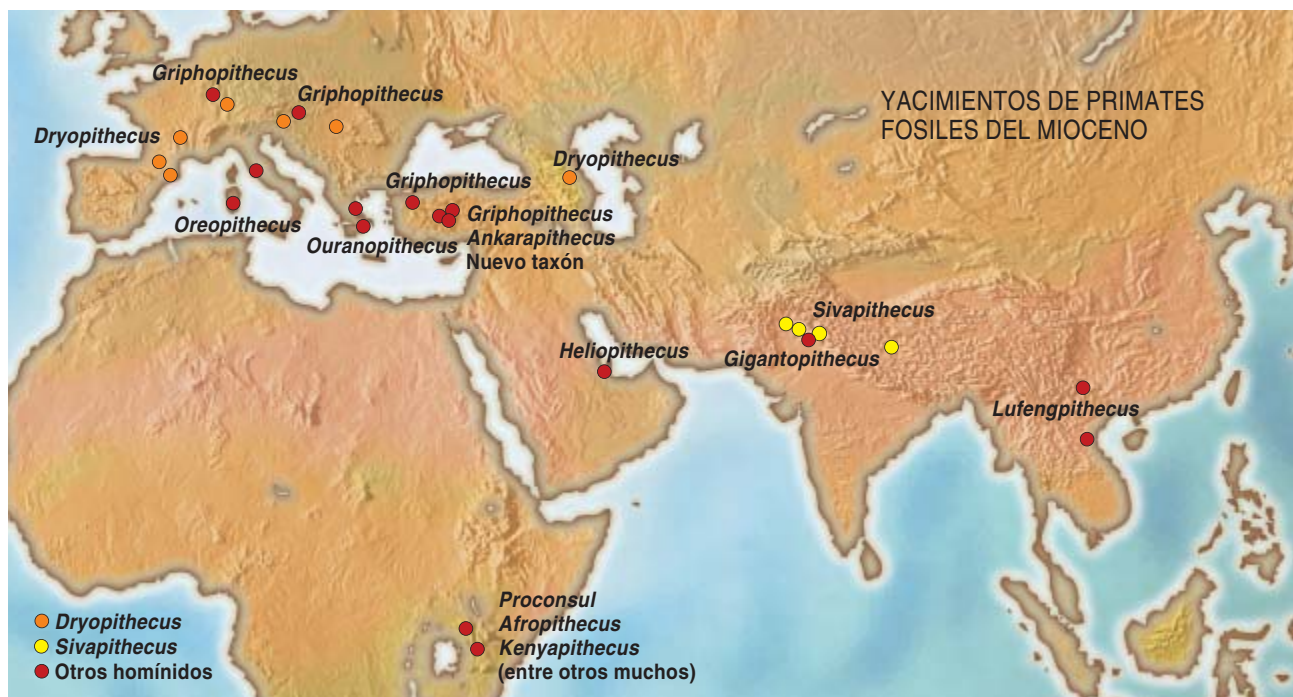 YACIMIENTOS DE PRIMATES
FOSILES DEL MIOCENO
Griphopithecus
Griphopithecus
Dryopithecus
Dryopithecus
Griphopithecus
Oreopithecus
Ouranopithecus
Griphopithecus
Ankarapithecus
Nuevo taxón
Sivapithecus
Gigantopithecus
Heliopithecus
Lufengpithecus
Proconsul
Afropithecus
Kenyapithecus
(entre otros muchos)
Dryopithecus
Sivapithecus
Otros homínidos